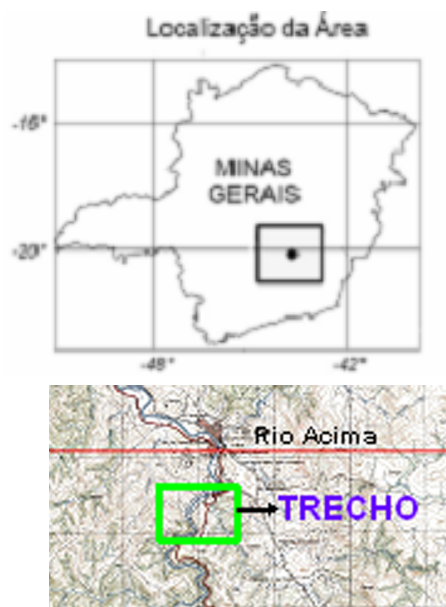 Localização da Área
-16°
MINAS
GERAIS
-20°
-48°
-42°
Rio Acima
TRECHO